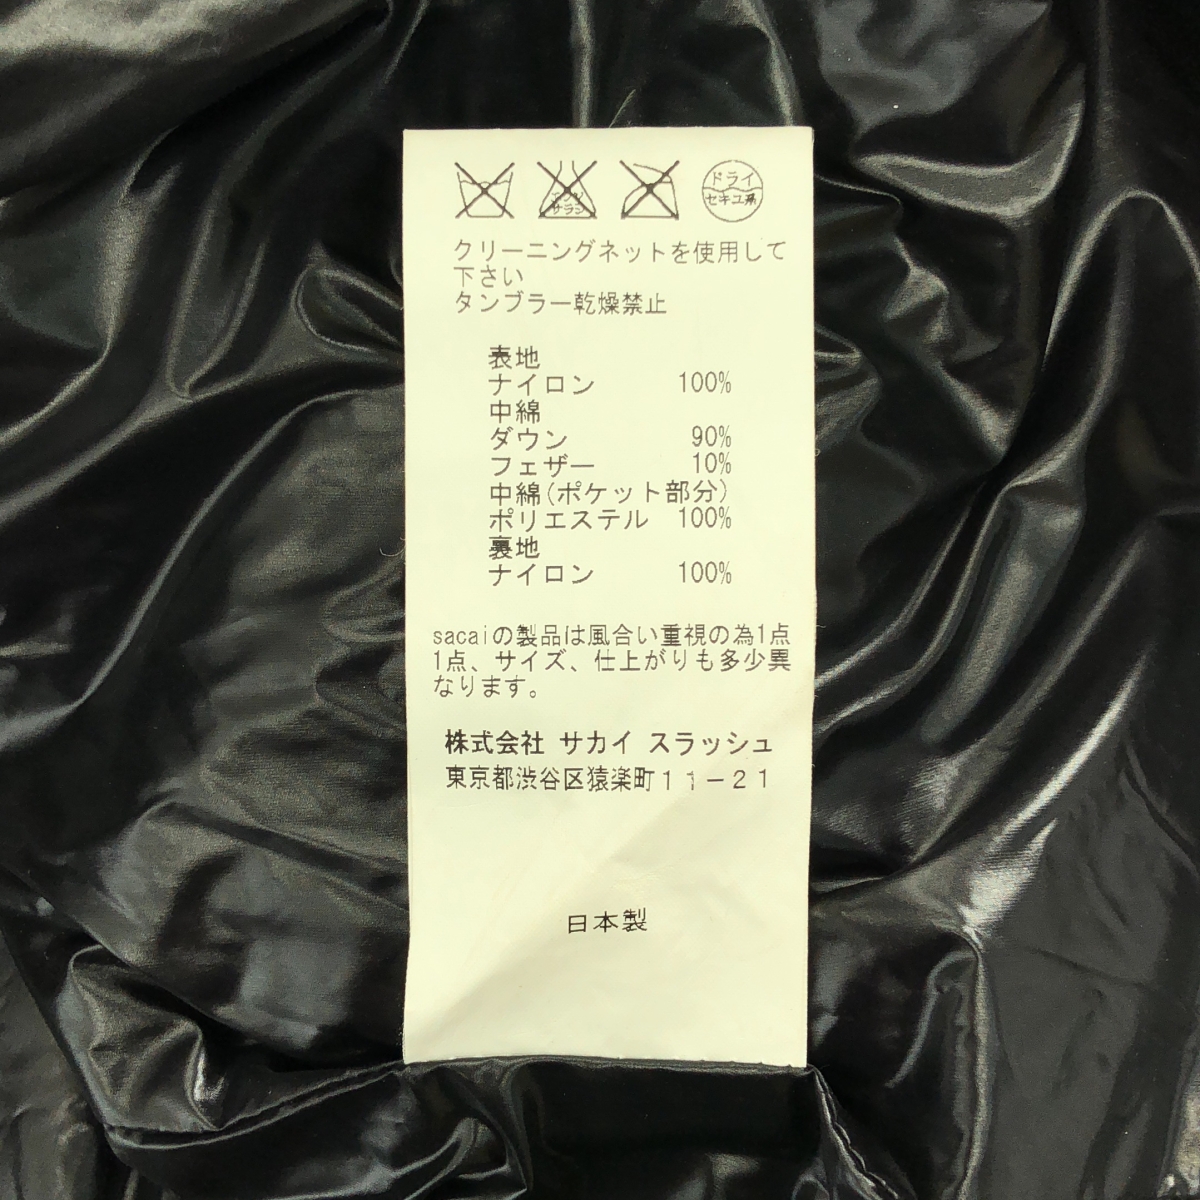 エンソ
サラシ
ドライ
セキユ系
クリーニングネットを使用して
下さい
タンブラー乾燥禁止
表地
ナイロン 100%
中綿
ダウン 90%
フェザー 10%
中綿(ポケット部分)
ポリエステル 100%
裏地
ナイロン 100%
sacaiの製品は風合い重視の為1点
1点、サイズ、仕上がりも多少異
なります。
株式会社 サカイ スラッシュ
東京都渋谷区猿楽町11-21
日本製